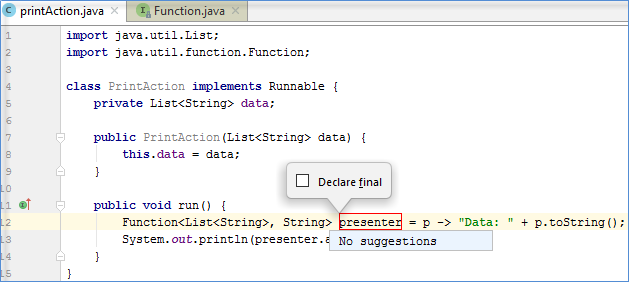 printAction.java
Function.java
1 import java.util.List;
2 import java.util.function.Function;
3
4 class PrintAction implements Runnable {
5 private List<String> data;
6
7 public PrintAction(List<String> data) {
8 this.data = data;
9 }
10
Declare final
11 public void run() {
12 Function<List<String>, String> presenter = p -> "Data: " + p.toString();
13 System.out.println(presenter.
No suggestions
14 }
15 }